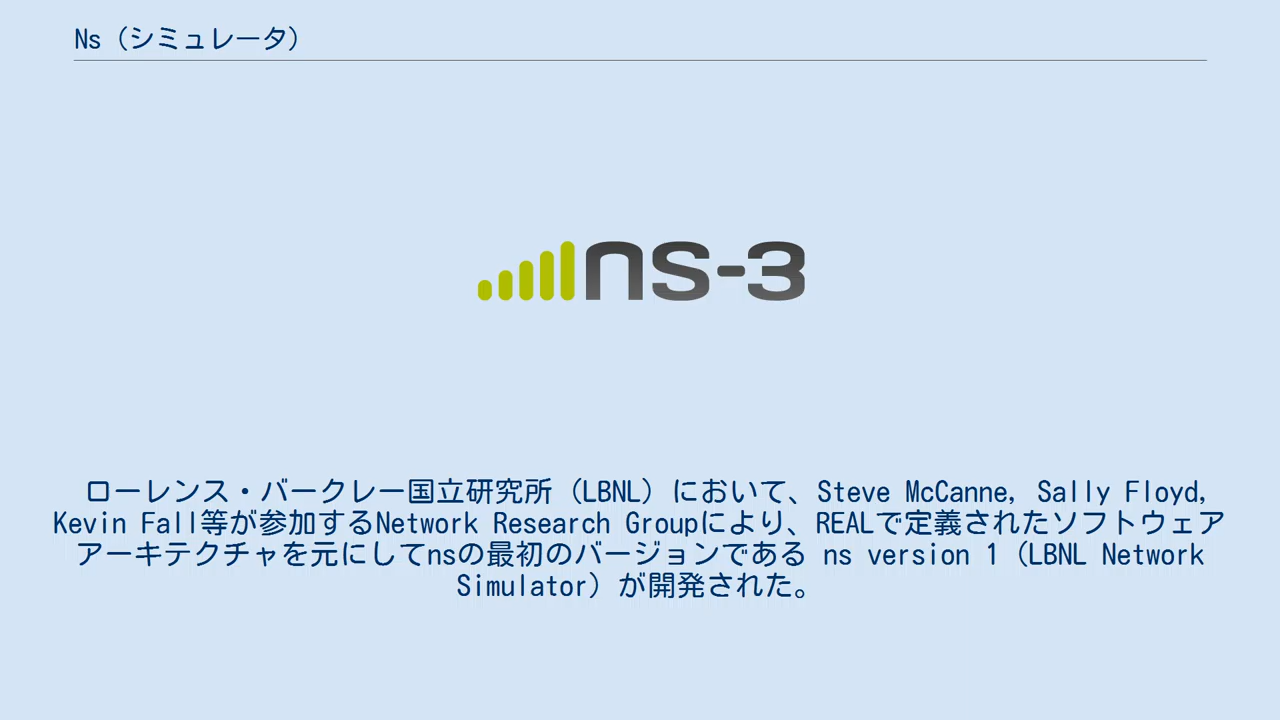 Ns（シミュレータ）
ns-3
ローレンス・バークレー国立研究所（LBNL）において、Steve McCanne, Sally Floyd,
Kevin Fall等が参加するNetwork Research Groupにより、REALで定義されたソフトウェア
アーキテクチャを元にしてnsの最初のバージョンである ns version 1（LBNL Network
Simulator）が開発された。